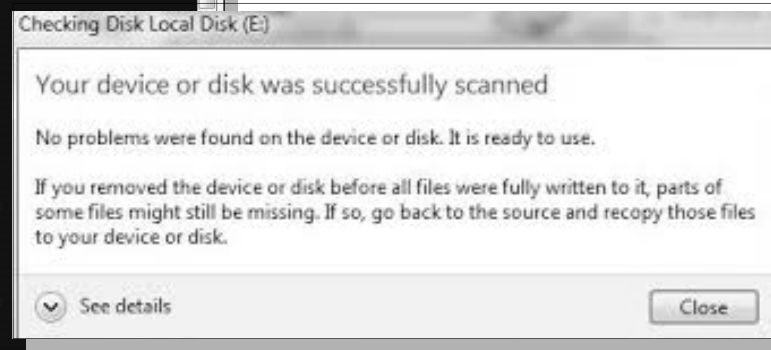 Checking Disk Local Disk (E:)
Your device or disk was successfully scanned
No problems were found on the device or disk. It is ready to use.
If you removed the device or disk before all files were fully written to it, parts of
some files might still be missing. If so, go back to the source and recopy those files
to your device or disk.
See details
Close